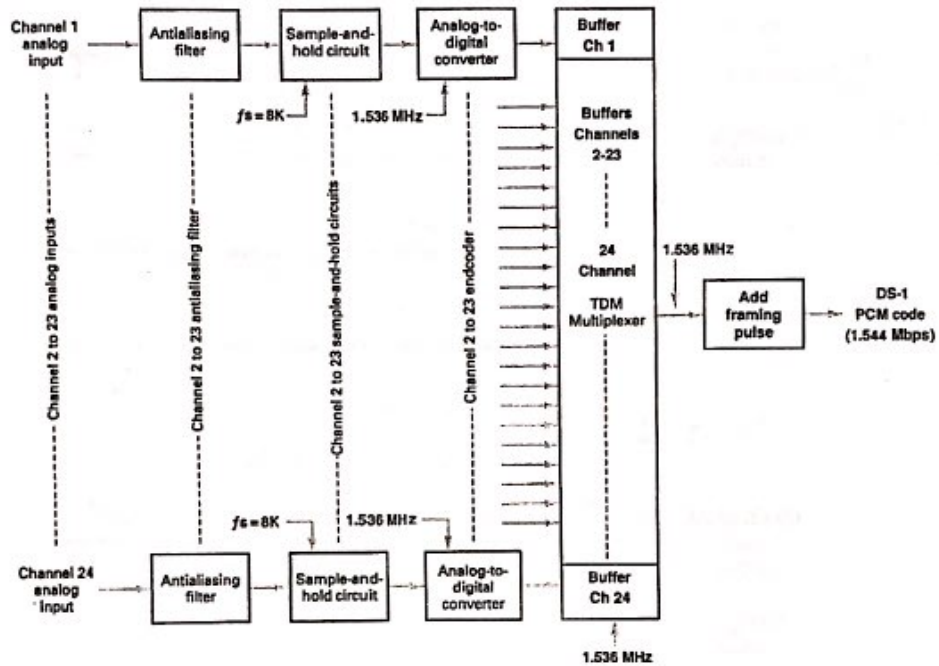 Channel 1
analog
input
Antialiasing
filter
Sample-and-
hold circuit
Analog-to-
digital
converter
Buffer
Ch 1
fs = 8K
1.536 MHz
Buffers
Channels
2-23
Channel 2 to 23 analog inputs
Channel 2 to 23 antialiasing filter
Channel 2 to 23 sample-and-hold circuits
Channel 2 to 23 endcoder
24
Channel
TDM
Multiplexer
1.536 MHz
Add
framing
pulse
DS-1
PCM code
(1.544 Mbps)
fs = 8K
1.536 MHz
Channel 24
analog
input
Antialiasing
filter
Sample-and-
hold circuit
Analog-to-
digital
converter
Buffer
Ch 24
1.536 MHz